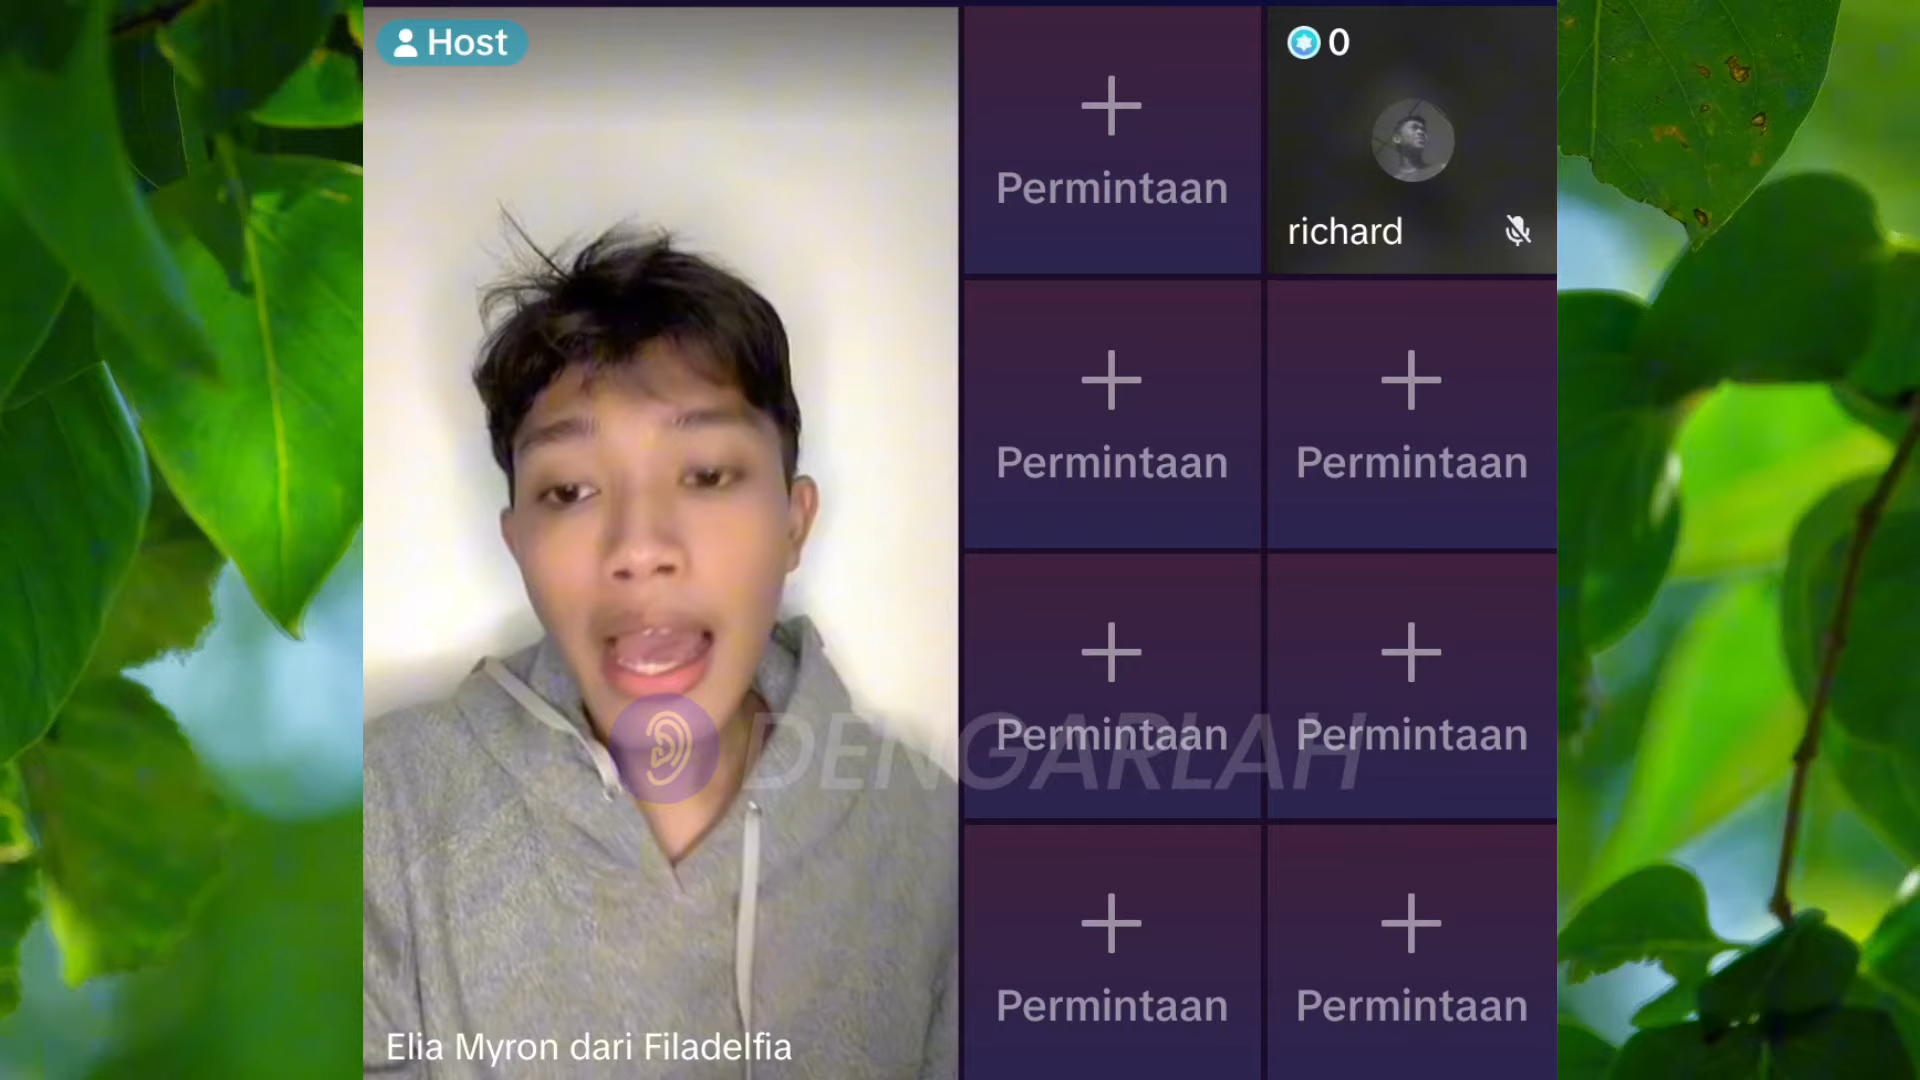 Host
Elia Myron dari Filadelfia
Permintaan
0
richard
Permintaan
Permintaan
Permintaan
Permintaan
DENGARLAH
Permintaan
Permintaan